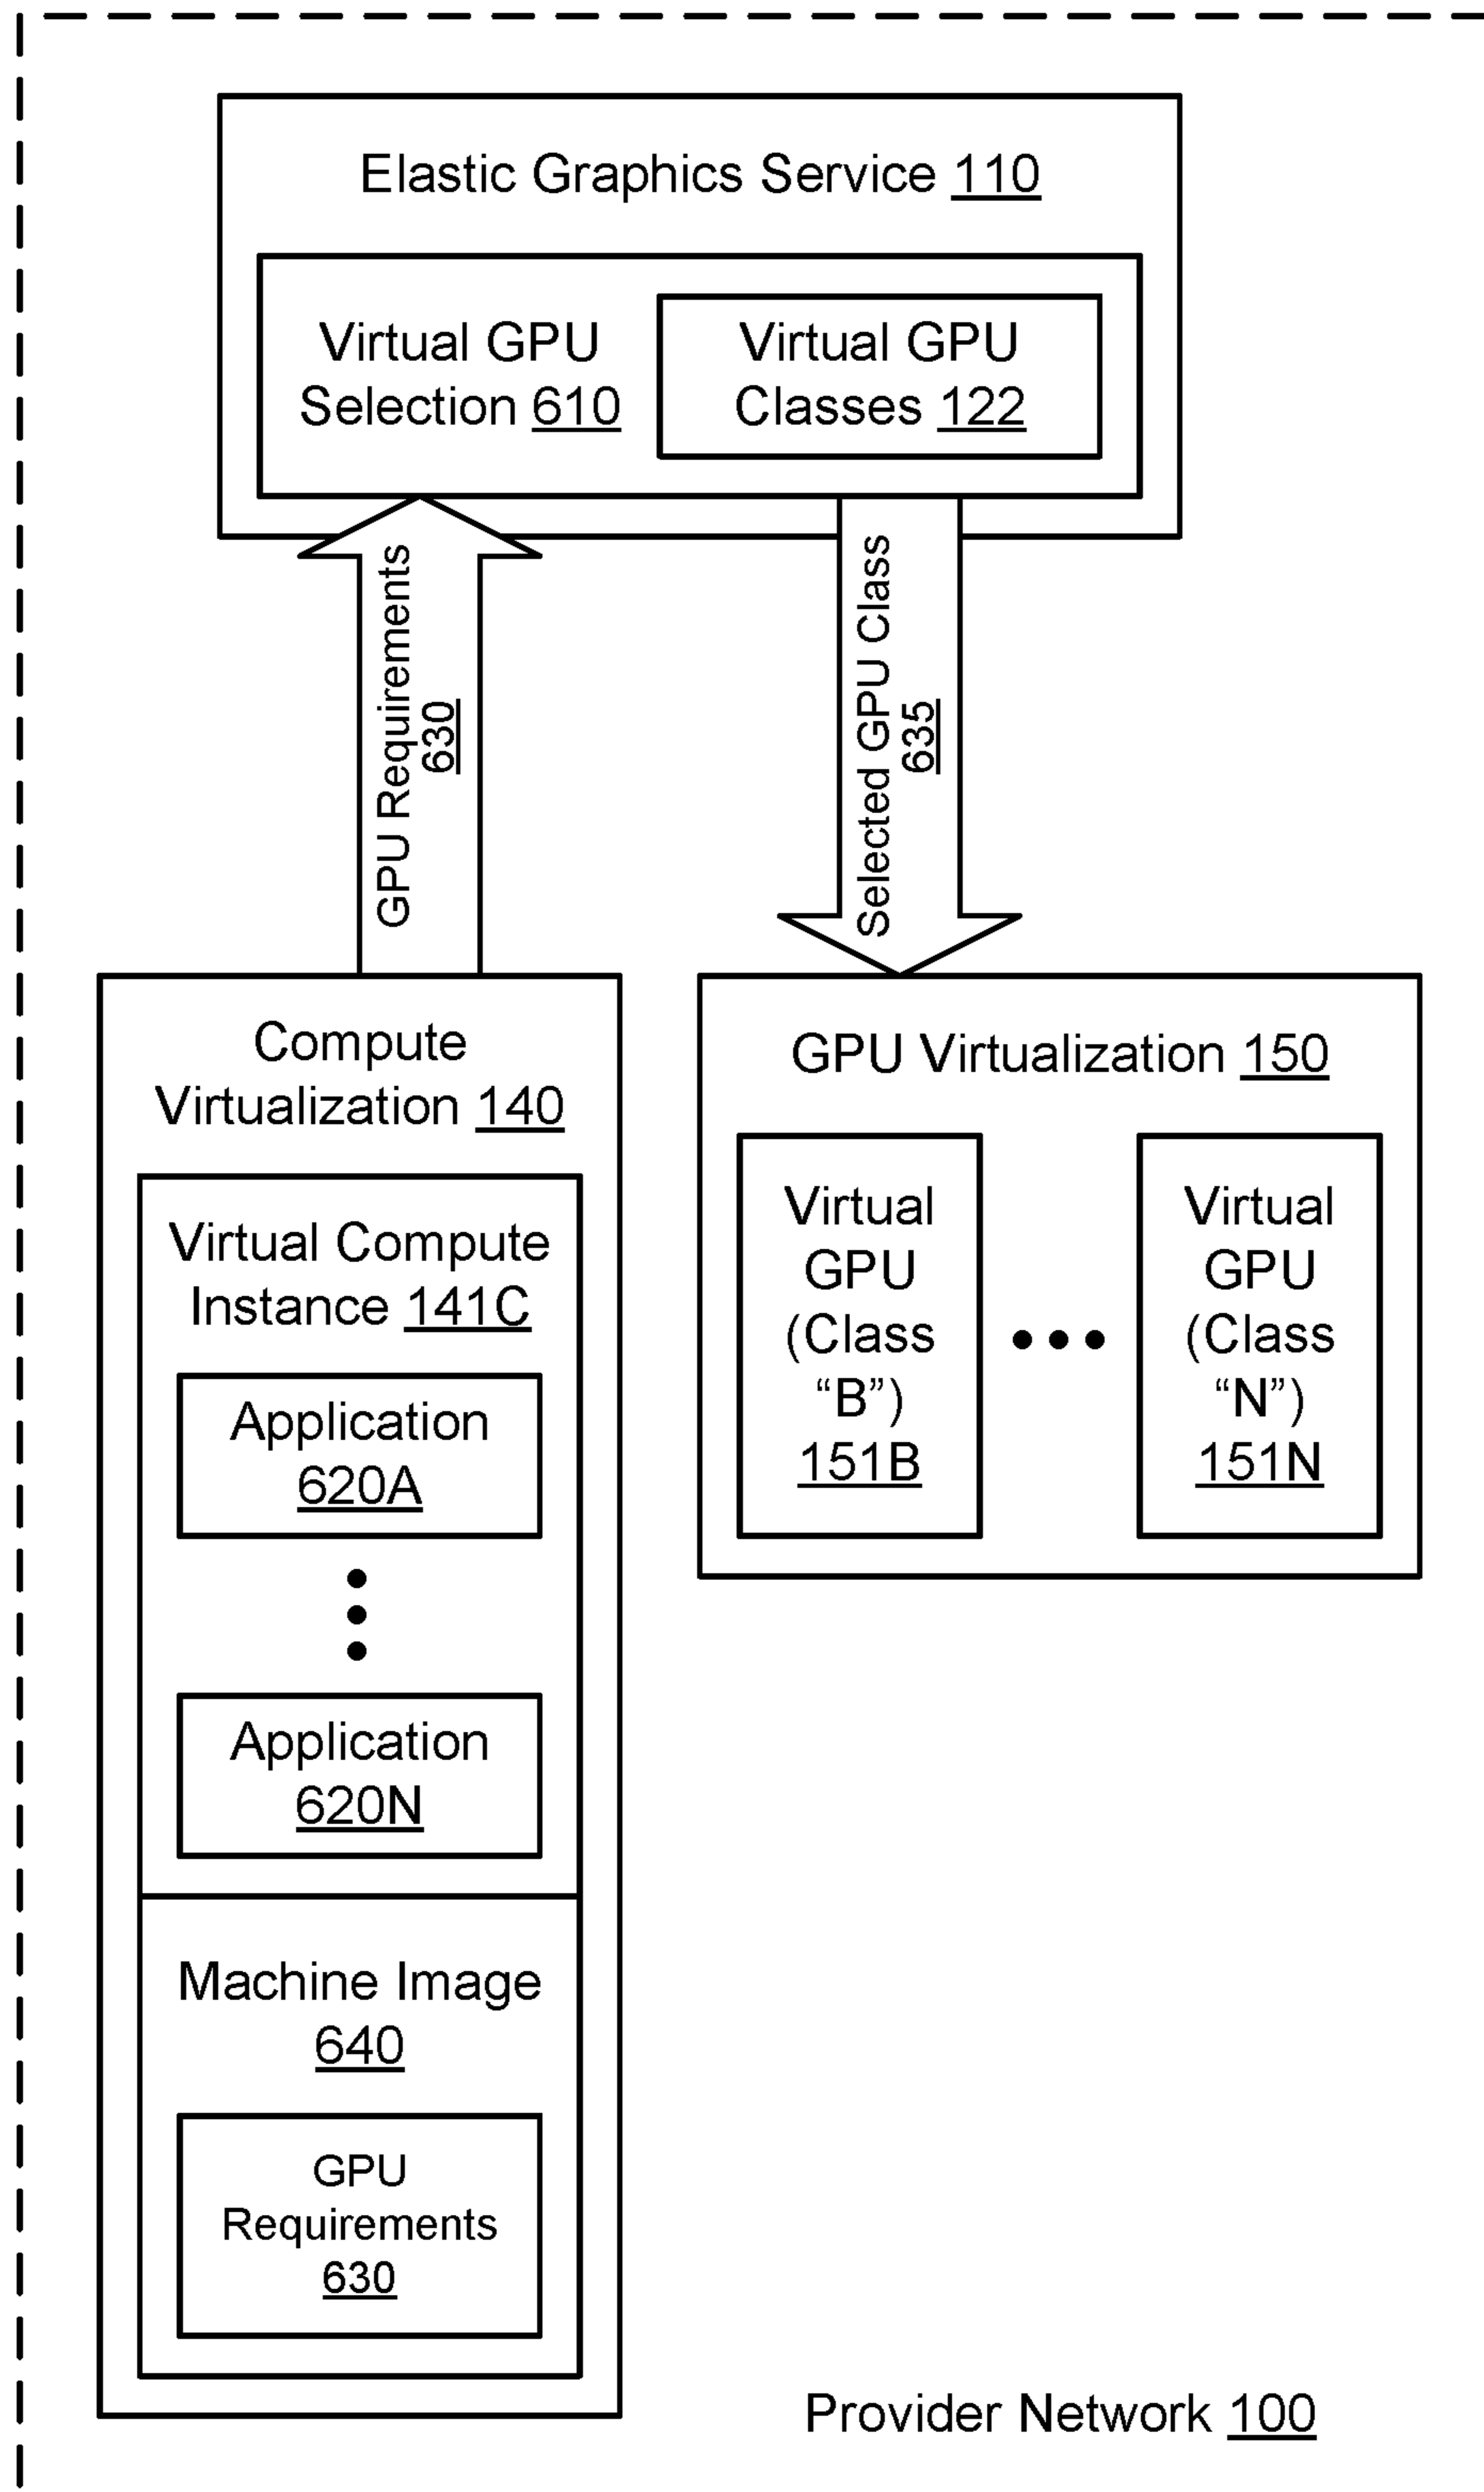 Elastic Graphics Service 110
Virtual GPU
Selection 610
Virtual GPU
Classes 122
GPU Requirements
630
Selected GPU Class
635
Compute
Virtualization 140
Virtual Compute
Instance 141C
Application
620A
Application
620N
Machine Image
640
GPU
Requirements
630
GPU Virtualization 150
Virtual
GPU
(Class
“B”)
151B
Virtual
GPU
(Class
“N”)
151N
Provider Network 100